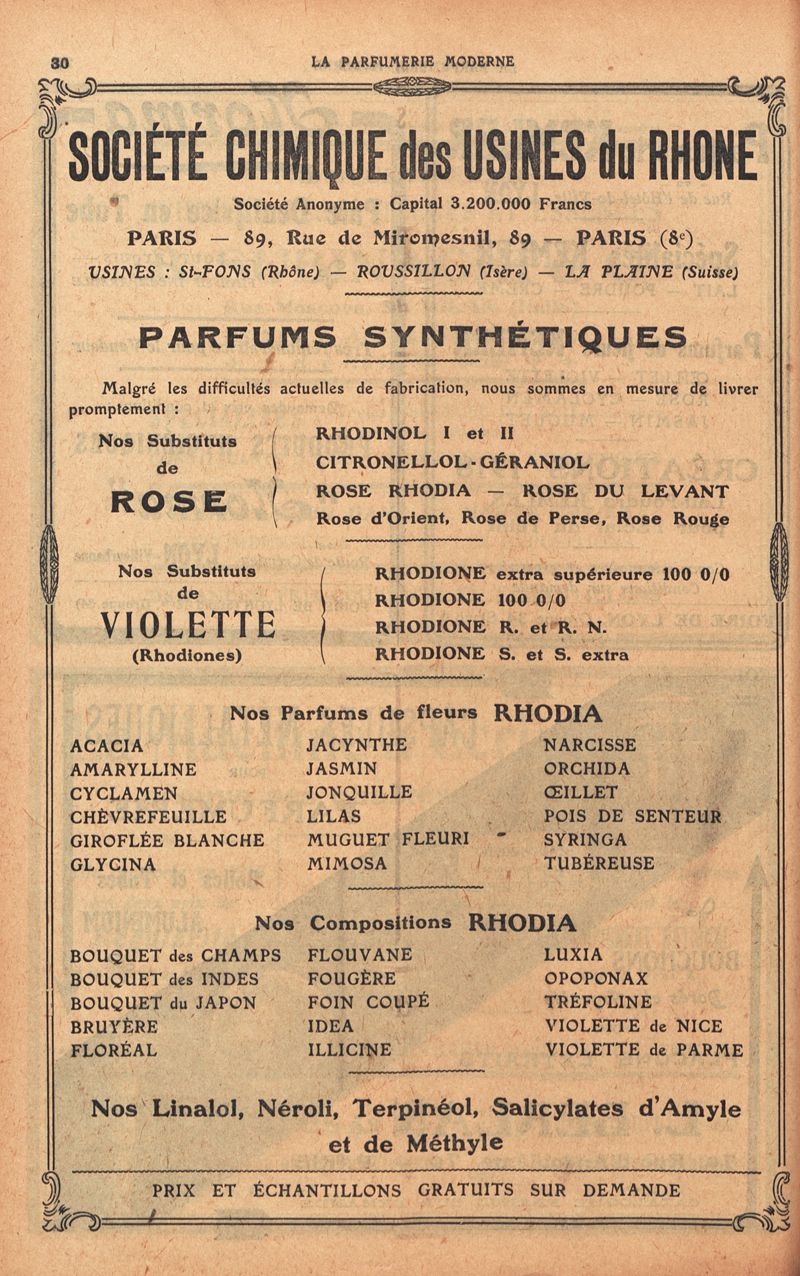 30
LA PARFUMERIE MODERNE
SOCIÉTÉ CHIMIQUE des USINES du RHONE
Société Anonyme : Capital 3.200.000 Francs
PARIS — 89, Rue de Miromesnil, 89 — PARIS (8e)
USINES : St-FONS (Rhône) — ROUSSILLON (Isère) — LA PLAINE (Suisse)
PARFUMS SYNTHÉTIQUES
Malgré les difficultés actuelles de fabrication, nous sommes en mesure de livrer
promptement :
Nos Substituts
de
ROSE
RHODINOL I et II
CITRONELLOL - GÉRANIOL
ROSE RHODIA — ROSE DU LEVANT
Rose d'Orient, Rose de Perse, Rose Rouge
Nos Substituts
de
VIOLETTE
(Rhodiones)
RHODIONE extra supérieure 100 0/0
RHODIONE 100 0/0
RHODIONE R. et R. N.
RHODIONE S. et S. extra
Nos Parfums de fleurs RHODIA
ACACIA
AMARYLLINE
CYCLAMEN
CHÈVREFEUILLE
GIROFLÉE BLANCHE
GLYCINA
JACYNTHE
JASMIN
JONQUILLE
LILAS
MUGUET FLEURI
MIMOSA
NARCISSE
ORCHIDA
ŒILLET
POIS DE SENTEUR
SYRINGA
TUBÉREUSE
Nos Compositions RHODIA
BOUQUET des CHAMPS
BOUQUET des INDES
BOUQUET du JAPON
BRUYÈRE
FLORÉAL
FLOUVANE
FOUGÈRE
FOIN COUPÉ
IDEA
ILLICINE
LUXIA
OPOPONAX
TRÉFOLINE
VIOLETTE de NICE
VIOLETTE de PARME
Nos Linalol, Néroli, Terpinéol, Salicylates d'Amyle
et de Méthyle
PRIX ET ÉCHANTILLONS GRATUITS SUR DEMANDE